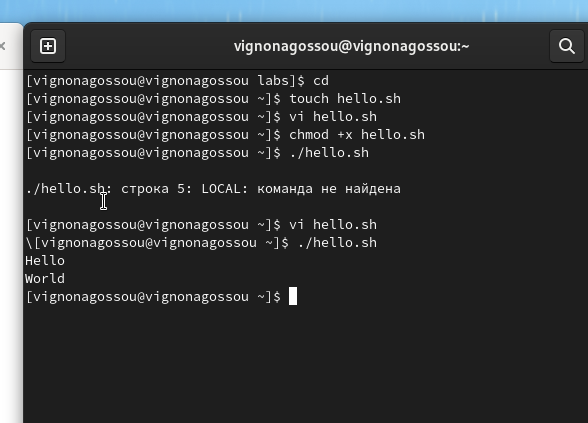 vignonagossou@vignonagossou:~
[vignonagossou@vignonagossou labs]$ cd
[vignonagossou@vignonagossou ~]$ touch hello.sh
[vignonagossou@vignonagossou ~]$ vi hello.sh
[vignonagossou@vignonagossou ~]$ chmod +x hello.sh
[vignonagossou@vignonagossou ~]$ ./hello.sh
./hello.sh: строка 5: LOCAL: команда не найдена
[vignonagossou@vignonagossou ~]$ vi hello.sh
\[vignonagossou@vignonagossou ~]$ ./hello.sh
Hello
World
[vignonagossou@vignonagossou ~]$